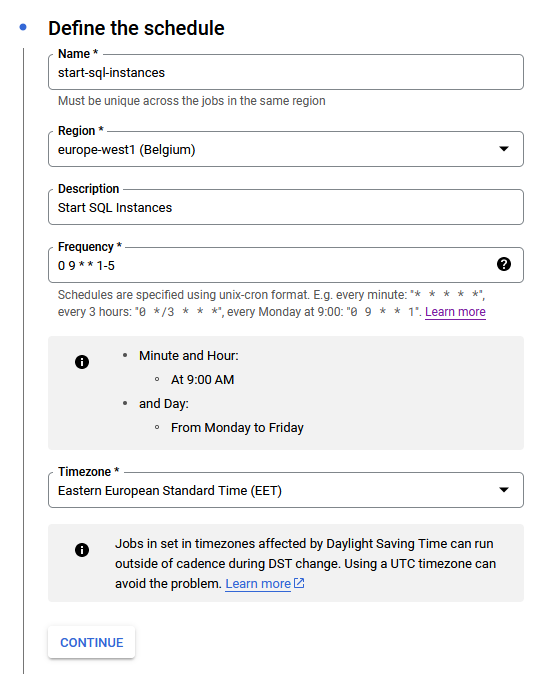 Define the schedule
Name *
start-sql-instances
Must be unique across the jobs in the same region
Region *
europe-west1 (Belgium)
Description
Start SQL Instances
Frequency *
0 9 * * 1-5
Schedules are specified using unix-cron format. E.g. every minute: "* * * * *",
every 3 hours: "0 */3 * * *", every Monday at 9:00: "0 9 * * 1". Learn more
Minute and Hour:
At 9:00 AM
and Day:
From Monday to Friday
Timezone *
Eastern European Standard Time (EET)
Jobs in set in timezones affected by Daylight Saving Time can run
outside of cadence during DST change. Using a UTC timezone can
avoid the problem. Learn more
CONTINUE